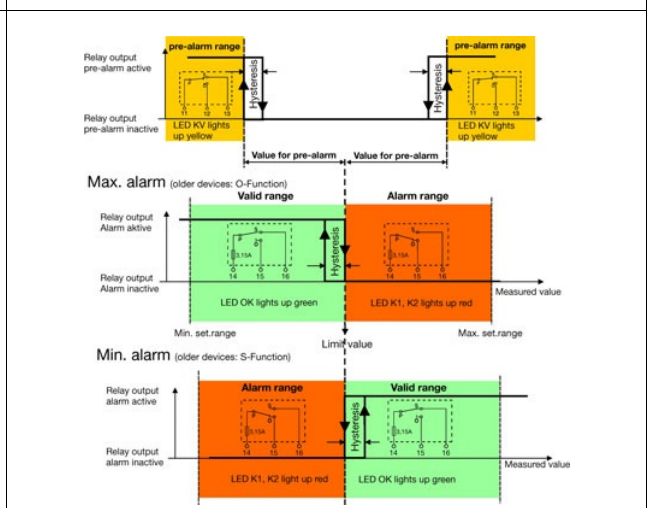 pre-alarm range
pre-alarm range
Relay output
pre-alarm active
Hysteresis
Hysteresis
11 12 13
11 12 13
Relay output
pre-alarm inactive
LED KV lights
up yellow
LED KV lights
up yellow
Value for pre-alarm
Value for pre-alarm
Max. alarm (older devices: O-Function)
Valid range
Alarm range
Relay output
Alarm aktive
Hysteresis
3,15A
3,15A
14 15 16
14 15 16
Relay output
Alarm inactive
Measured value
LED OK lights up green
LED K1, K2 lights up red
Min. set.range
Max. set.range
Limit value
Min. alarm (older devices: S-Function)
Alarm range
Valid range
Relay output
alarm active
Hysteresis
3,15A
3,15A
14 15 16
14 15 16
Relay output
alarm inactive
Measured value
LED K1, K2 light up red
LED OK lights up green